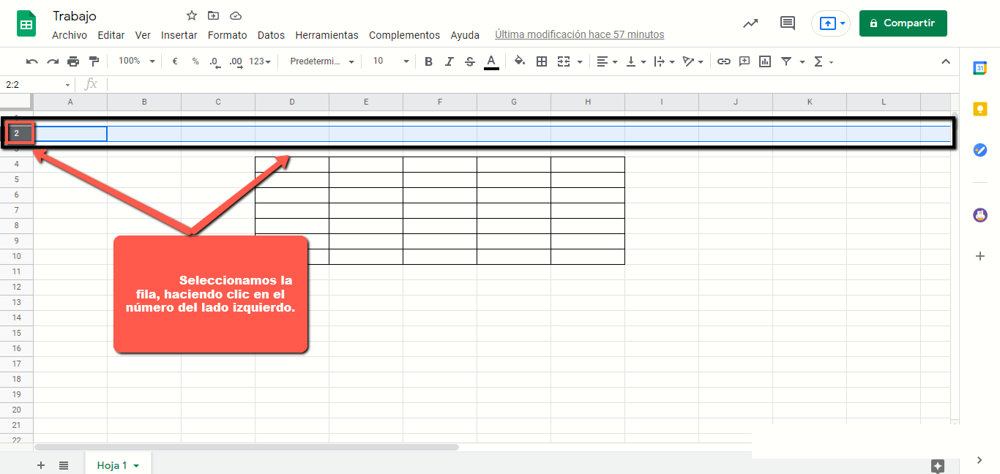 Trabajo
Archivo Editar Ver Insertar Formato Datos Herramientas Complementos Ayuda Última modificación hace 57 minutos
Compartir
100% € % .0 .00 123 Predetermi... 10 B I S A Σ
31
2:2 fx
A B C D E F G H I J K L
2
4
5
6
7
8
9
10
11
12
13
14
15
16
17
18
19
20
21
22
Seleccionamos la
fila, haciendo clic en el
número del lado izquierdo.
Hoja 1